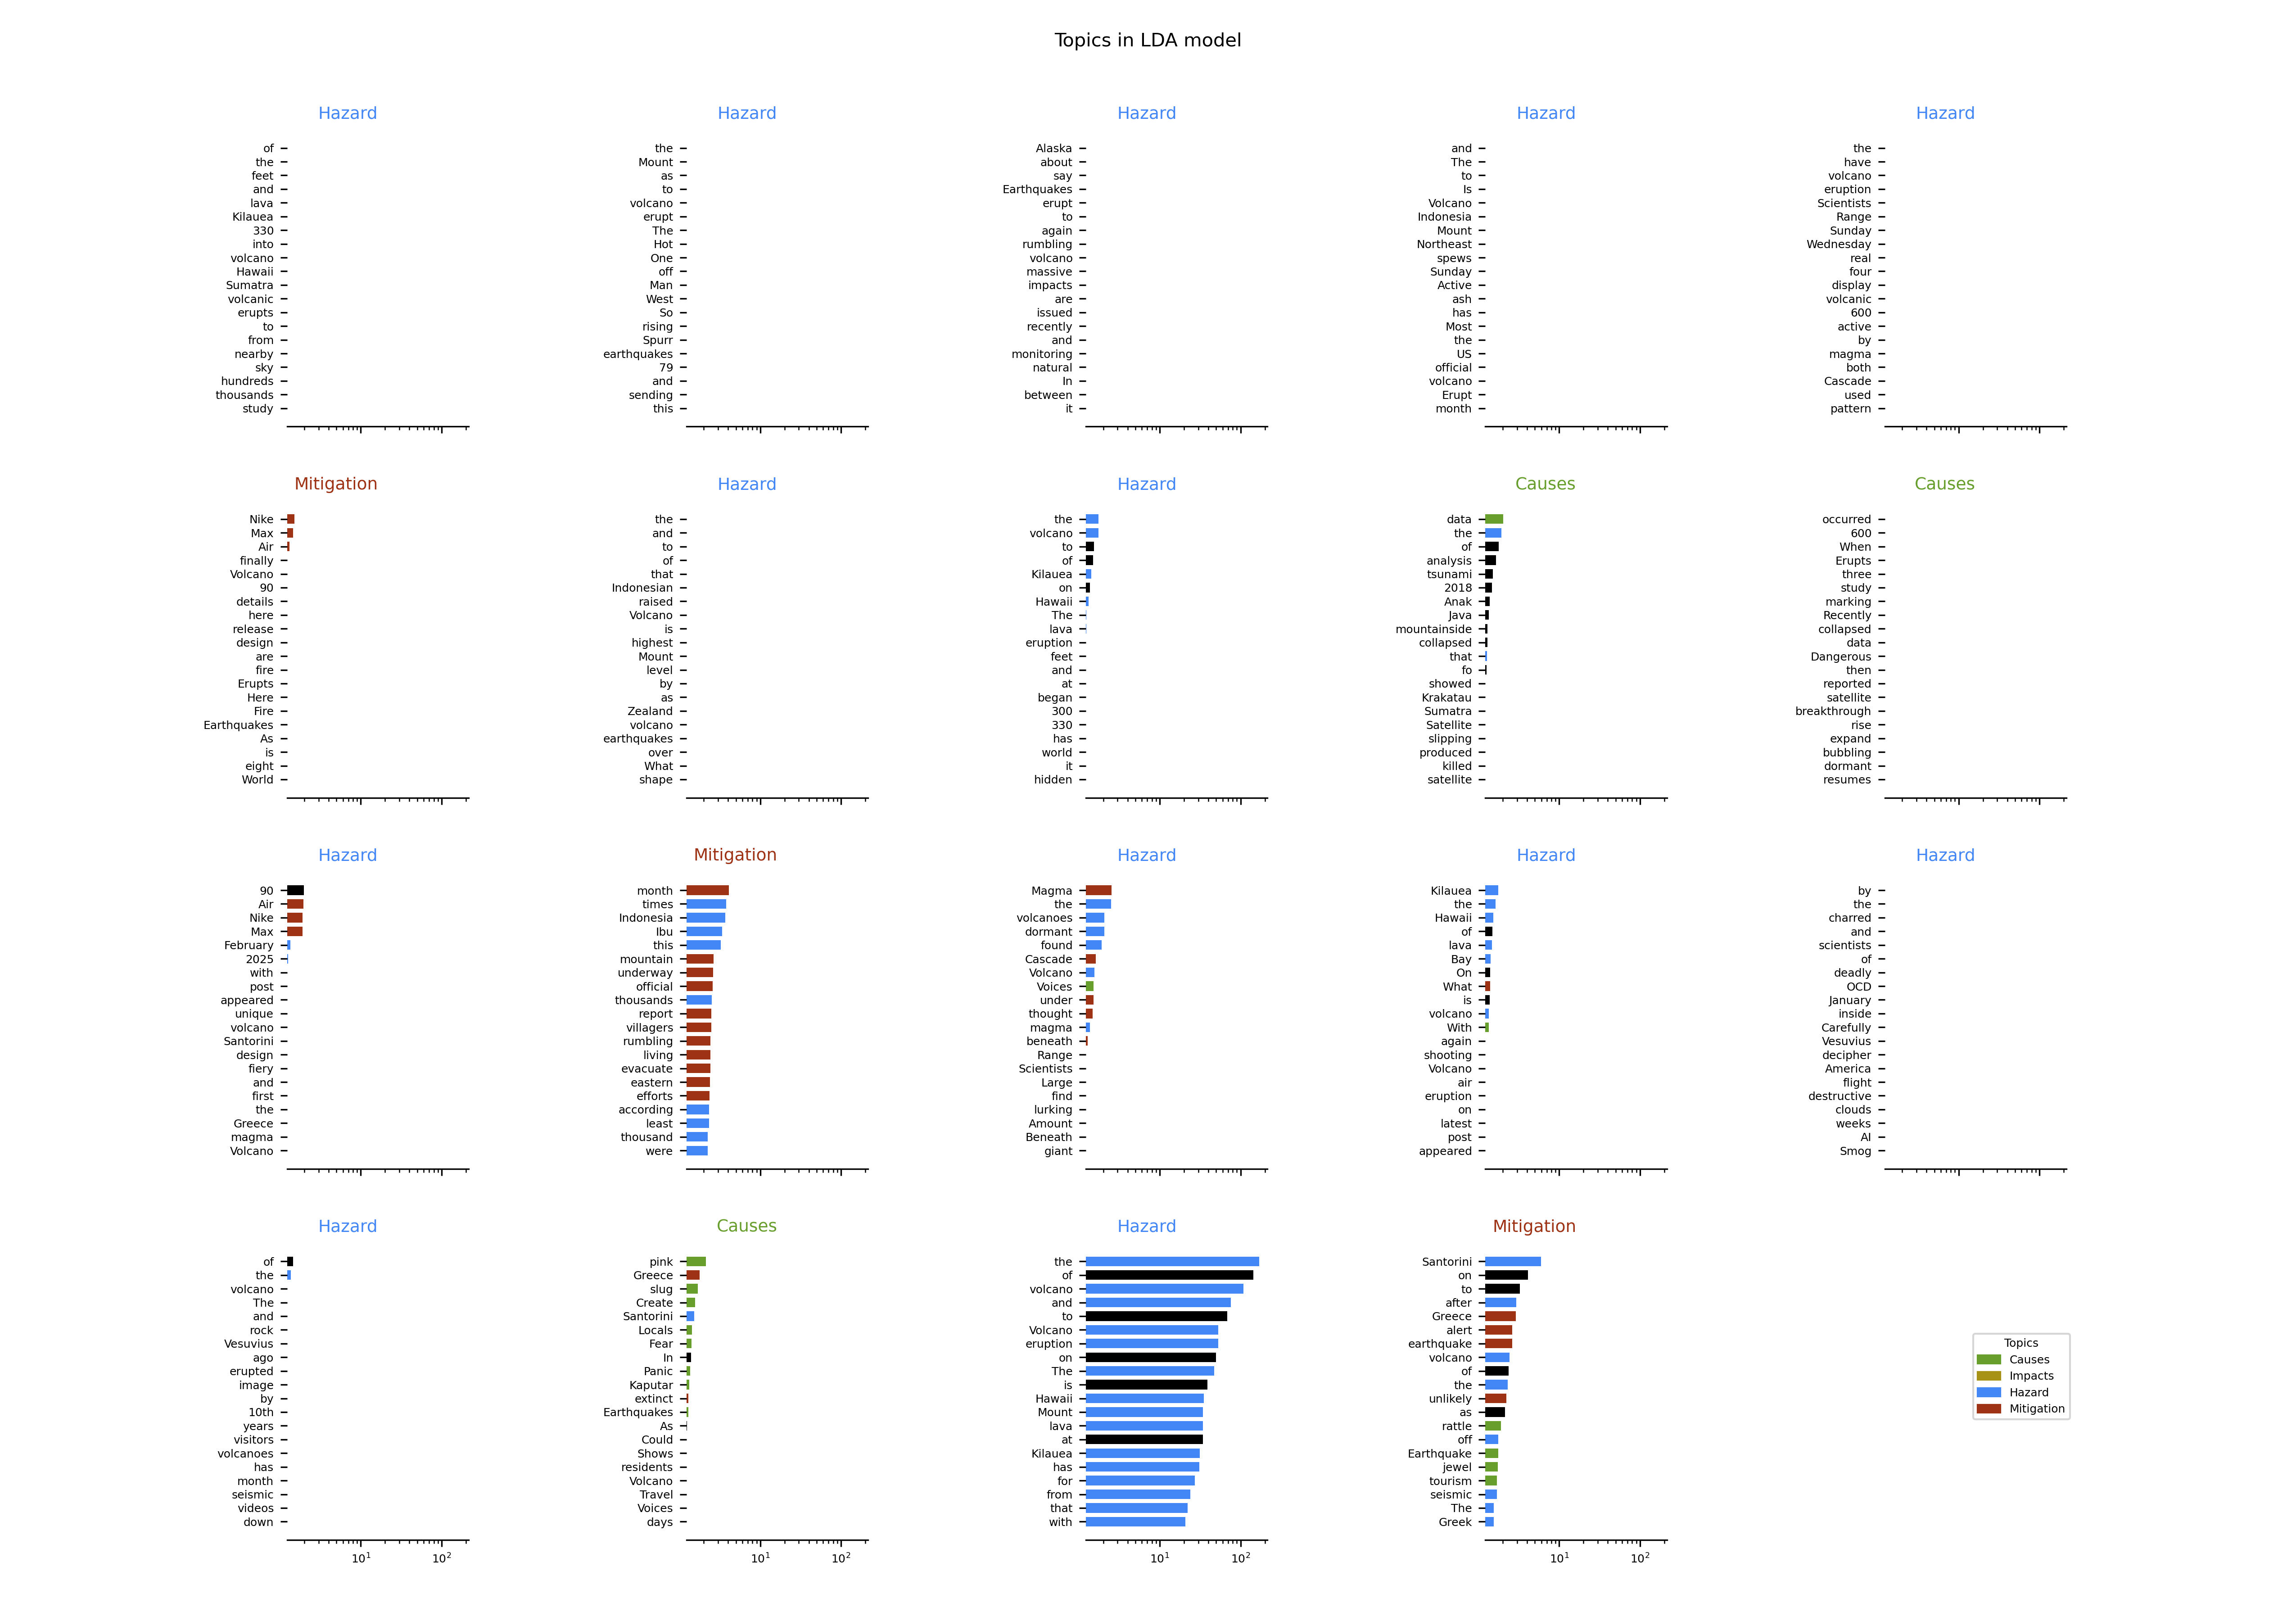 Topics in LDA model
Hazard
of
the
feet
and
lava
Kilauea
330
into
volcano
Hawaii
Sumatra
volcanic
erupts
to
from
nearby
sky
hundreds
thousands
study
Hazard
the
Mount
as
to
volcano
erupt
The
Hot
One
off
Man
West
So
rising
Spurr
earthquakes
79
and
sending
this
Hazard
Alaska
about
say
Earthquakes
erupt
to
again
rumbling
volcano
massive
impacts
are
issued
recently
and
monitoring
natural
In
between
it
Hazard
and
The
to
Is
Volcano
Indonesia
Mount
Northeast
spews
Sunday
Active
ash
has
Most
the
US
official
volcano
Erupt
month
Hazard
the
have
volcano
eruption
Scientists
Range
Sunday
Wednesday
real
four
display
volcanic
600
active
by
magma
both
Cascade
used
pattern
Mitigation
Nike
Max
Air
finally
Volcano
90
details
here
release
design
are
fire
Erupts
Here
Fire
Earthquakes
As
is
eight
World
Hazard
the
and
to
of
that
Indonesian
raised
Volcano
is
highest
Mount
level
by
as
Zealand
volcano
earthquakes
over
What
shape
Hazard
the
volcano
to
of
Kilauea
on
Hawaii
The
lava
eruption
feet
and
at
began
300
330
has
world
it
hidden
Causes
data
the
of
analysis
tsunami
2018
Anak
Java
mountainside
collapsed
that
fo
showed
Krakatau
Sumatra
Satellite
slipping
produced
killed
satellite
Causes
occurred
600
When
Erupts
three
study
marking
Recently
collapsed
data
Dangerous
then
reported
satellite
breakthrough
rise
expand
bubbling
dormant
resumes
Hazard
90
Air
Nike
Max
February
2025
with
post
appeared
unique
volcano
Santorini
design
fiery
and
first
the
Greece
magma
Volcano
Mitigation
month
times
Indonesia
Ibu
this
mountain
underway
official
thousands
report
villagers
rumbling
living
evacuate
eastern
efforts
according
least
thousand
were
Hazard
Magma
the
volcanoes
dormant
found
Cascade
Volcano
Voices
under
thought
magma
beneath
Range
Scientists
Large
find
lurking
Amount
Beneath
giant
Hazard
Kilauea
the
Hawaii
of
lava
Bay
On
What
is
volcano
With
again
shooting
Volcano
air
eruption
on
latest
post
appeared
Hazard
by
the
charred
and
scientists
of
deadly
OCD
January
inside
Carefully
Vesuvius
decipher
America
flight
destructive
clouds
weeks
AI
Smog
Hazard
of
the
volcano
The
and
rock
Vesuvius
ago
erupted
image
by
10th
years
visitors
volcanoes
has
month
seismic
videos
down
10¹ 10²
Causes
pink
Greece
slug
Create
Santorini
Locals
Fear
In
Panic
Kaputar
extinct
Earthquakes
As
Could
Shows
residents
Volcano
Travel
Voices
days
10¹ 10²
Hazard
the
of
volcano
and
to
Volcano
eruption
on
The
is
Hawaii
Mount
lava
at
Kilauea
has
for
from
that
with
10¹ 10²
Mitigation
Santorini
on
to
after
Greece
alert
earthquake
volcano
of
the
unlikely
as
rattle
off
Earthquake
jewel
tourism
seismic
The
Greek
10¹ 10²
Topics
Causes
Impacts
Hazard
Mitigation